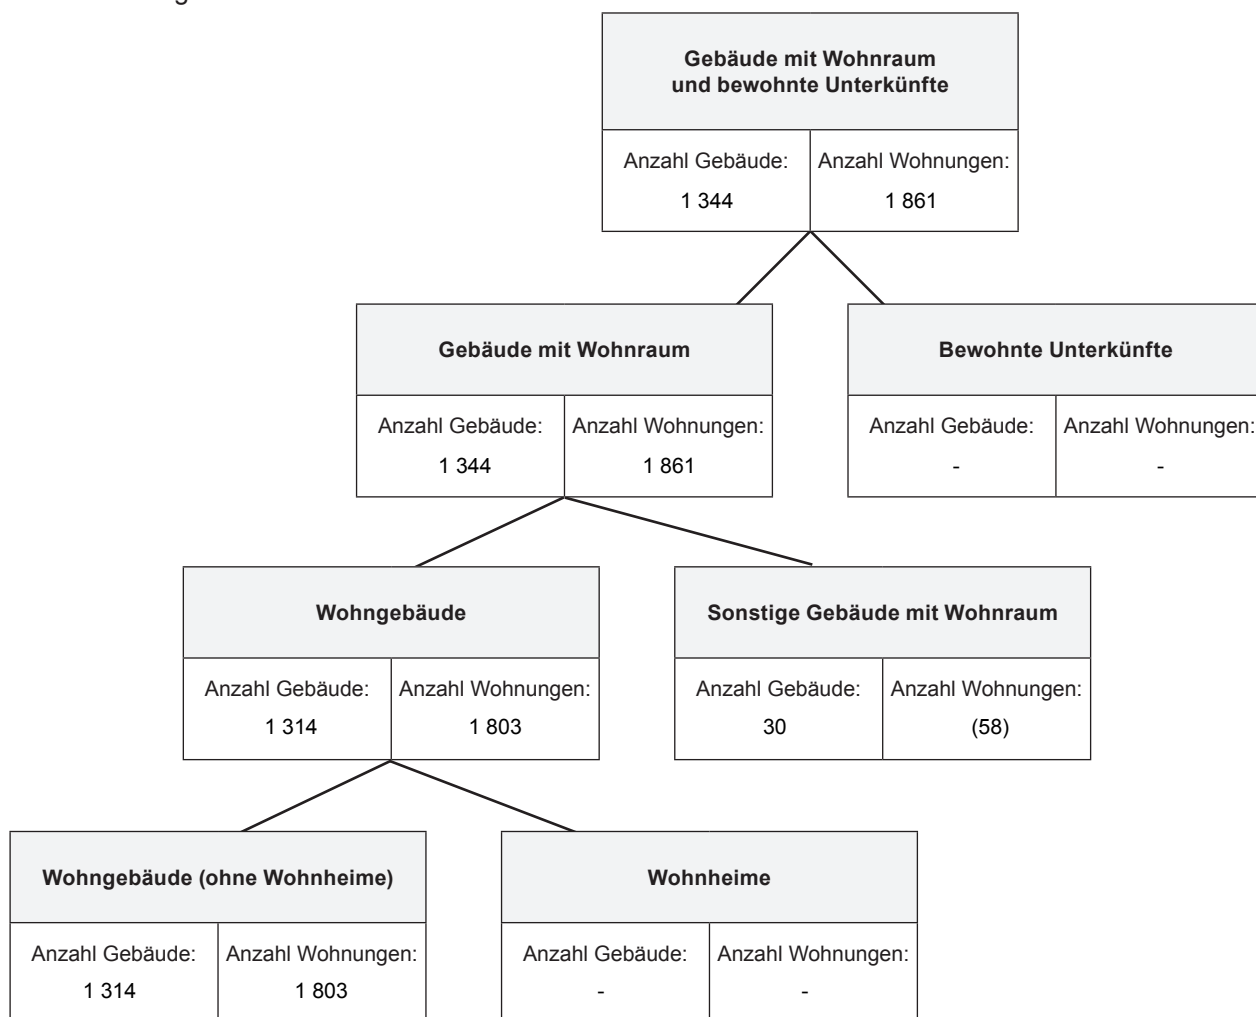 Gebäude mit Wohnraum
und bewohnte Unterkünfte
Anzahl Gebäude: Anzahl Wohnungen:
1 344 1 861
Gebäude mit Wohnraum
Anzahl Gebäude: Anzahl Wohnungen:
1 344 1 861
Bewohnte Unterkünfte
Anzahl Gebäude: Anzahl Wohnungen:
- -
Wohngebäude
Anzahl Gebäude: Anzahl Wohnungen:
1 314 1 803
Sonstige Gebäude mit Wohnraum
Anzahl Gebäude: Anzahl Wohnungen:
30 (58)
Wohngebäude (ohne Wohnheime)
Anzahl Gebäude: Anzahl Wohnungen:
1 314 1 803
Wohnheime
Anzahl Gebäude: Anzahl Wohnungen:
- -